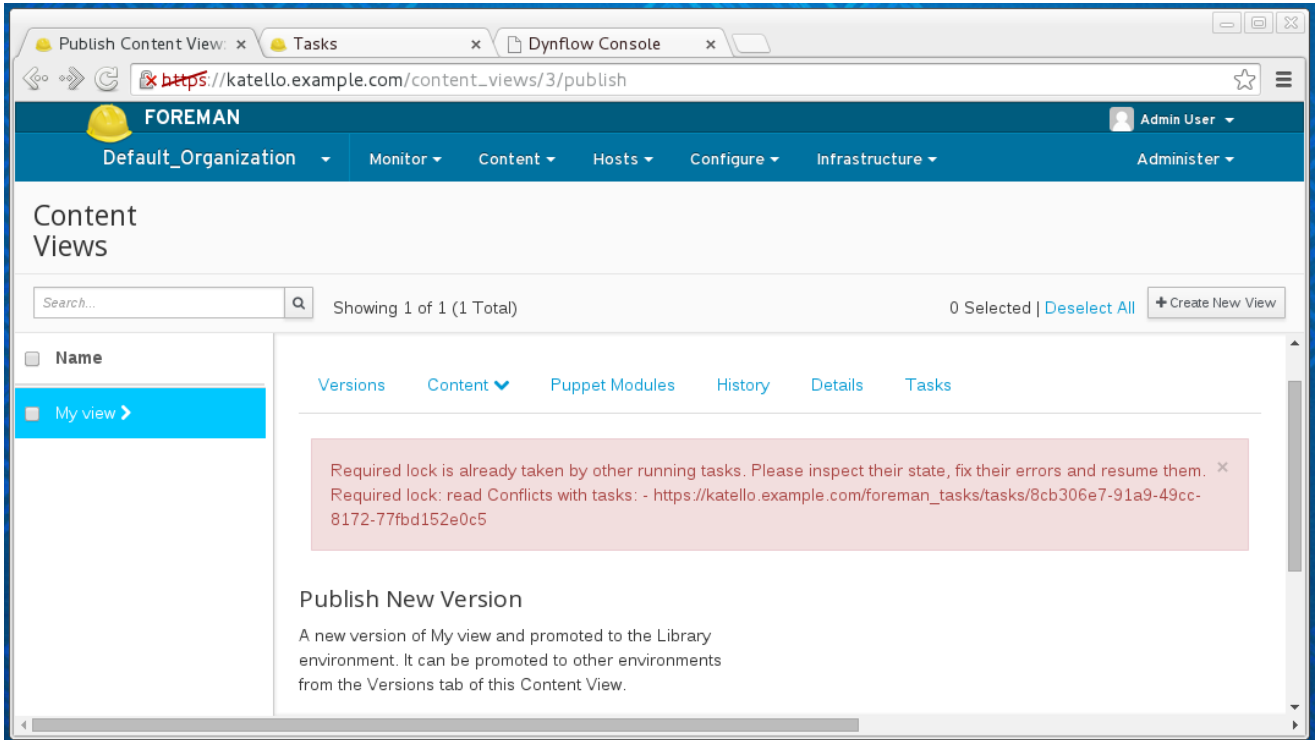 Publish Content View:
Tasks
Dynflow Console
https://katello.example.com/content_views/3/publish
FOREMAN
Admin User
Default_Organization
Monitor
Content
Hosts
Configure
Infrastructure
Administer
Content
Views
Search...
Showing 1 of 1 (1 Total)
0 Selected | Deselect All
+ Create New View
Name
My view
Versions
Content
Puppet Modules
History
Details
Tasks
Required lock is already taken by other running tasks. Please inspect their state, fix their errors and resume them.
Required lock: read Conflicts with tasks: - https://katello.example.com/foreman_tasks/tasks/8cb306e7-91a9-49cc-
8172-77fbd152e0c5
Publish New Version
A new version of My view and promoted to the Library
environment. It can be promoted to other environments
from the Versions tab of this Content View.